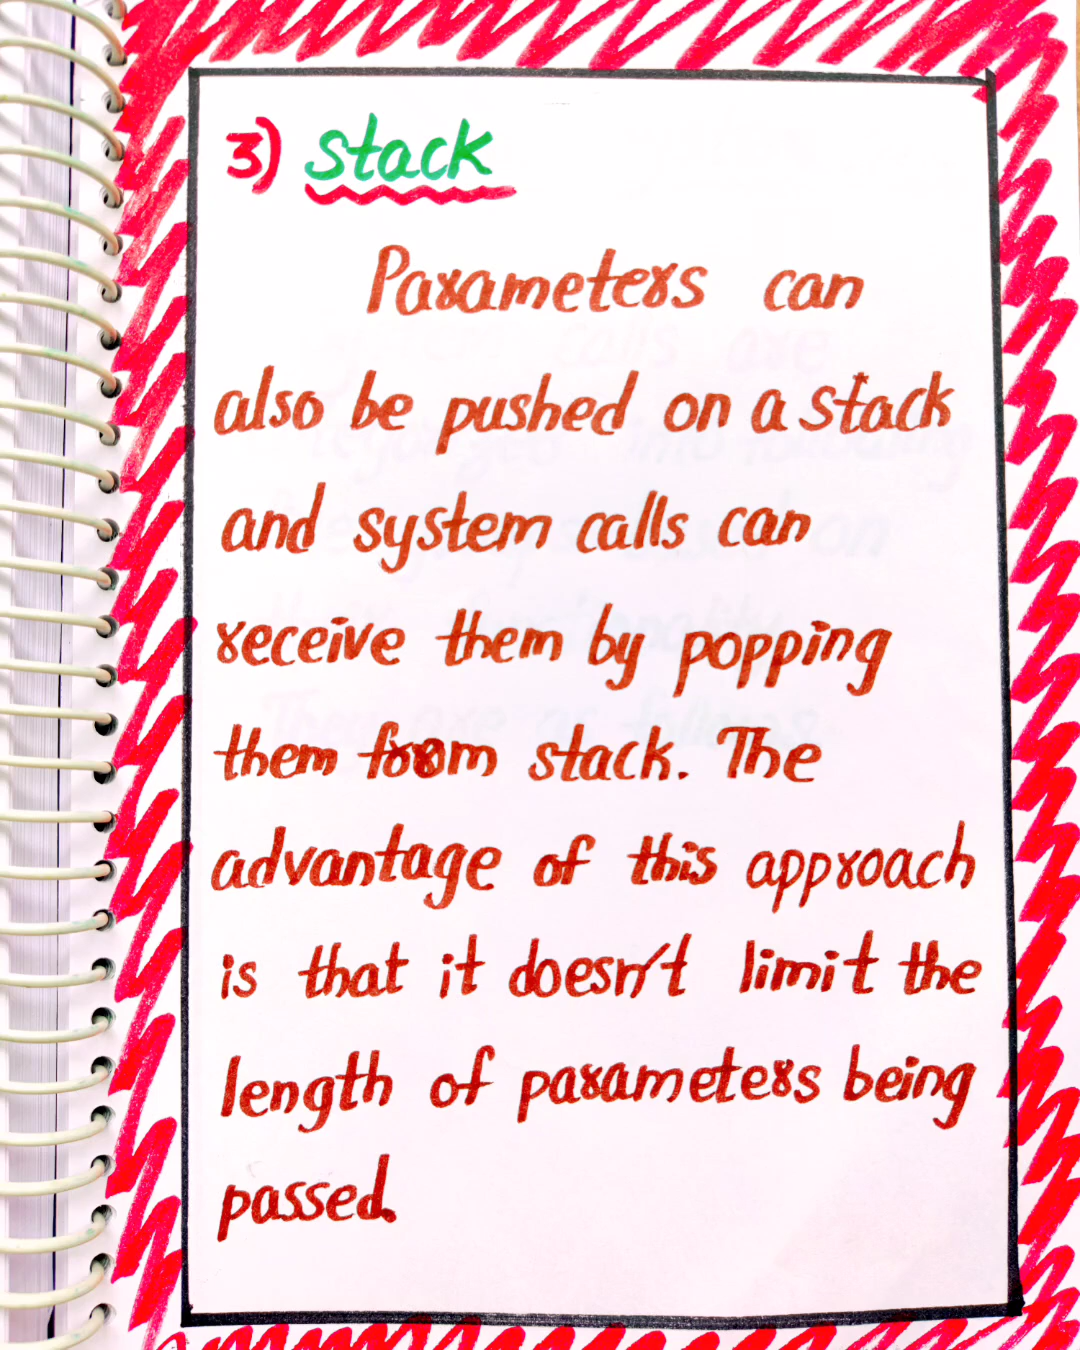 3) Stack
Parameters can
also be pushed on a stack
and system calls can
receive them by popping
them from stack. The
advantage of this approach
is that it doesn't limit the
length of parameters being
passed.